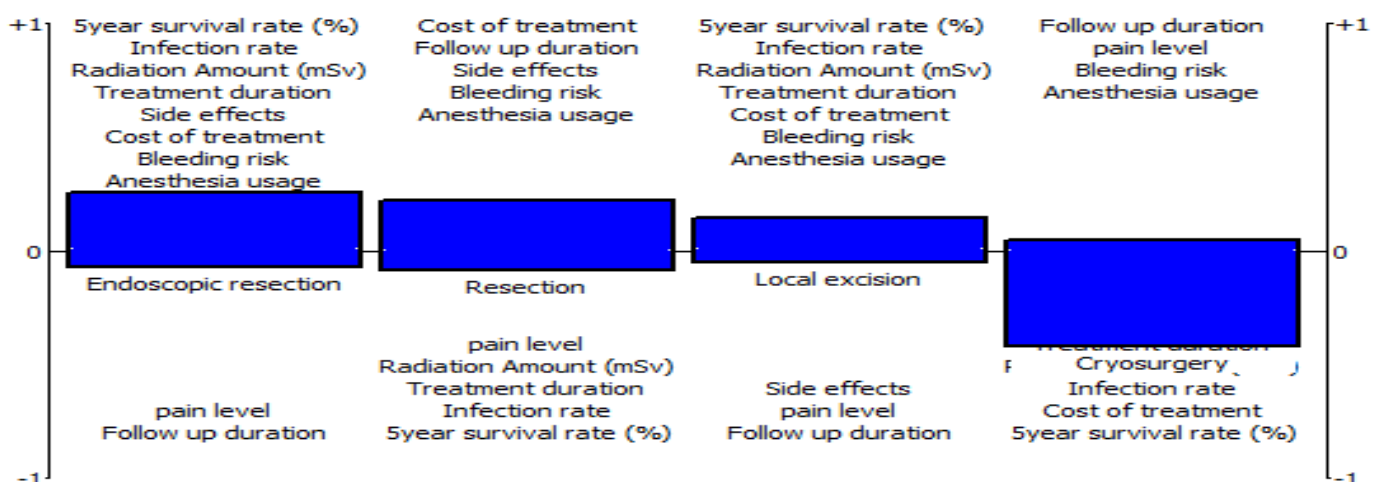 +1
5year survival rate (%)
Infection rate
Radiation Amount (mSv)
Treatment duration
Side effects
Cost of treatment
Bleeding risk
Anesthesia usage
Cost of treatment
Follow up duration
Side effects
Bleeding risk
Anesthesia usage
5year survival rate (%)
Infection rate
Radiation Amount (mSv)
Treatment duration
Cost of treatment
Bleeding risk
Anesthesia usage
Follow up duration
pain level
Bleeding risk
Anesthesia usage
+1
0
0
Endoscopic resection
Resection
Local excision
Cryosurgery
pain level
Follow up duration
pain level
Radiation Amount (mSv)
Treatment duration
Infection rate
5year survival rate (%)
Side effects
pain level
Follow up duration
Treatment duration
Infection rate
Cost of treatment
5year survival rate (%)
-1
-1